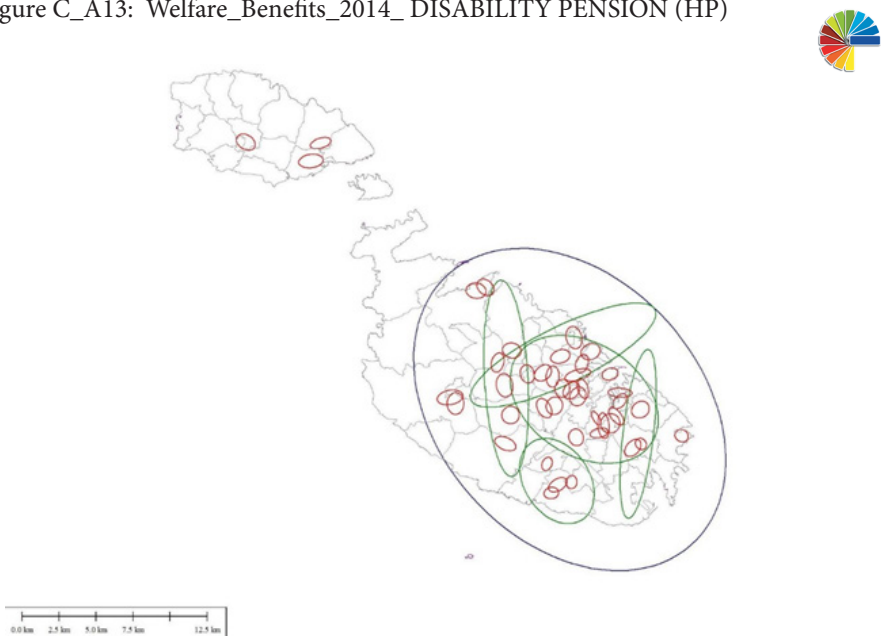 gure C_A13: Welfare_Benefits_2014_ DISABILITY PENSION (HP)
0.0 km 2.5 km 5.0 km 7.5 km 12.5 km